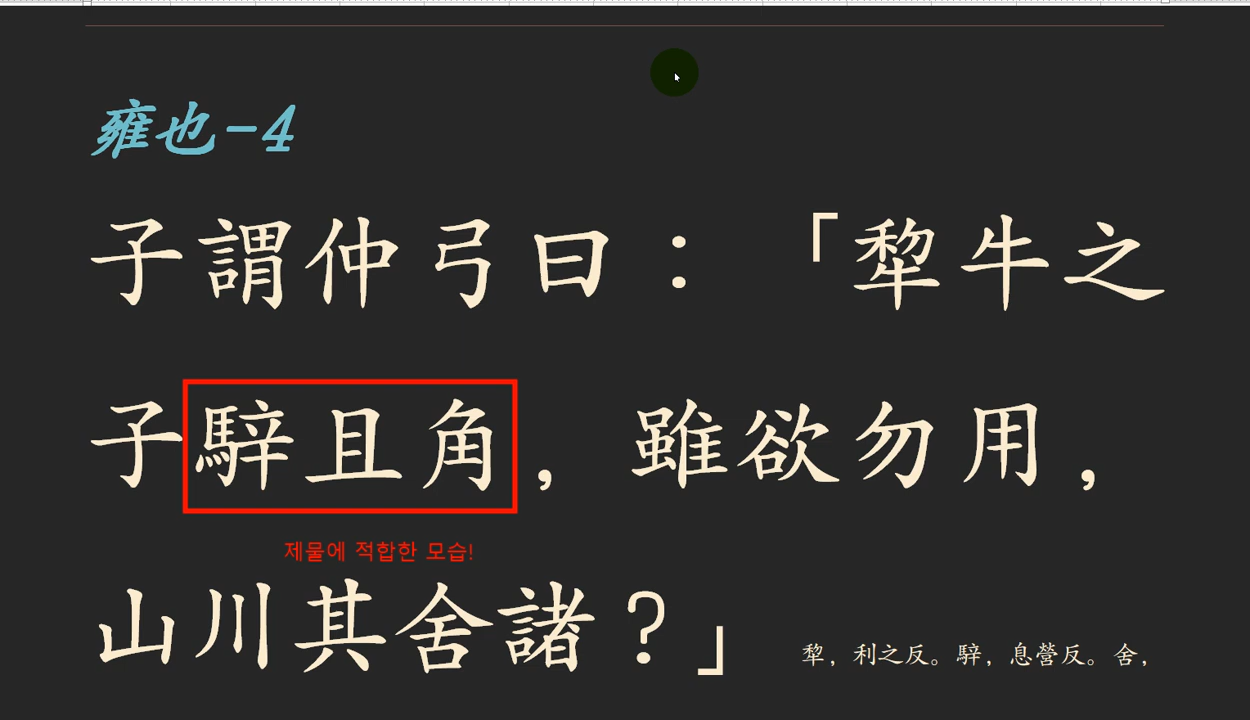 雍也-4
子謂仲弓曰：「犂牛之
子騂且角，雖欲勿用，
제물에 적합한 모습!
山川其舍諸？」
犂，利之反。騂，息營反。舍，